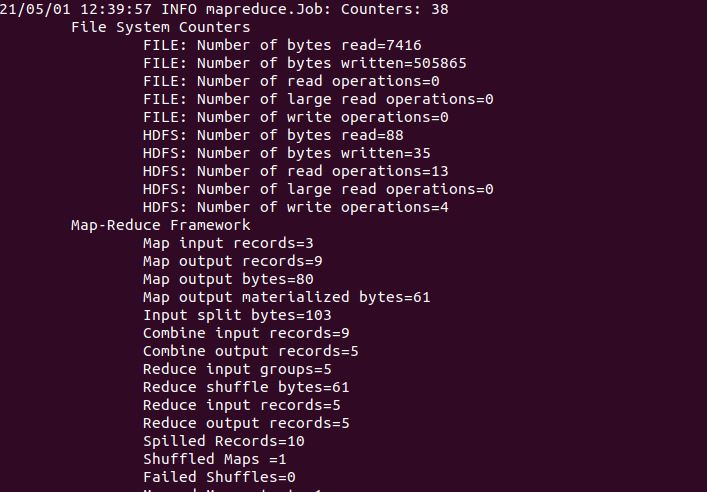 21/05/01 12:39:57 INFO mapreduce.Job: Counters: 38
File System Counters
FILE: Number of bytes read=7416
FILE: Number of bytes written=505865
FILE: Number of read operations=0
FILE: Number of large read operations=0
FILE: Number of write operations=0
HDFS: Number of bytes read=88
HDFS: Number of bytes written=35
HDFS: Number of read operations=13
HDFS: Number of large read operations=0
HDFS: Number of write operations=4
Map-Reduce Framework
Map input records=3
Map output records=9
Map output bytes=80
Map output materialized bytes=61
Input split bytes=103
Combine input records=9
Combine output records=5
Reduce input groups=5
Reduce shuffle bytes=61
Reduce input records=5
Reduce output records=5
Spilled Records=10
Shuffled Maps =1
Failed Shuffles=0